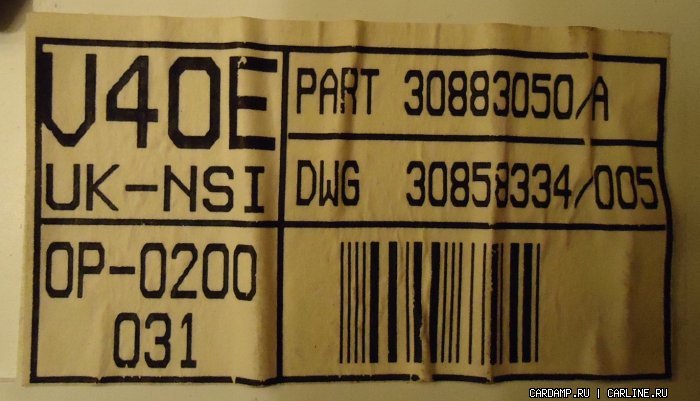 V40E
UK-NSI
PART 30883050/A
DWG 30858334/005
OP-0200
031
CARDAMP.RU | CARLINE.RU